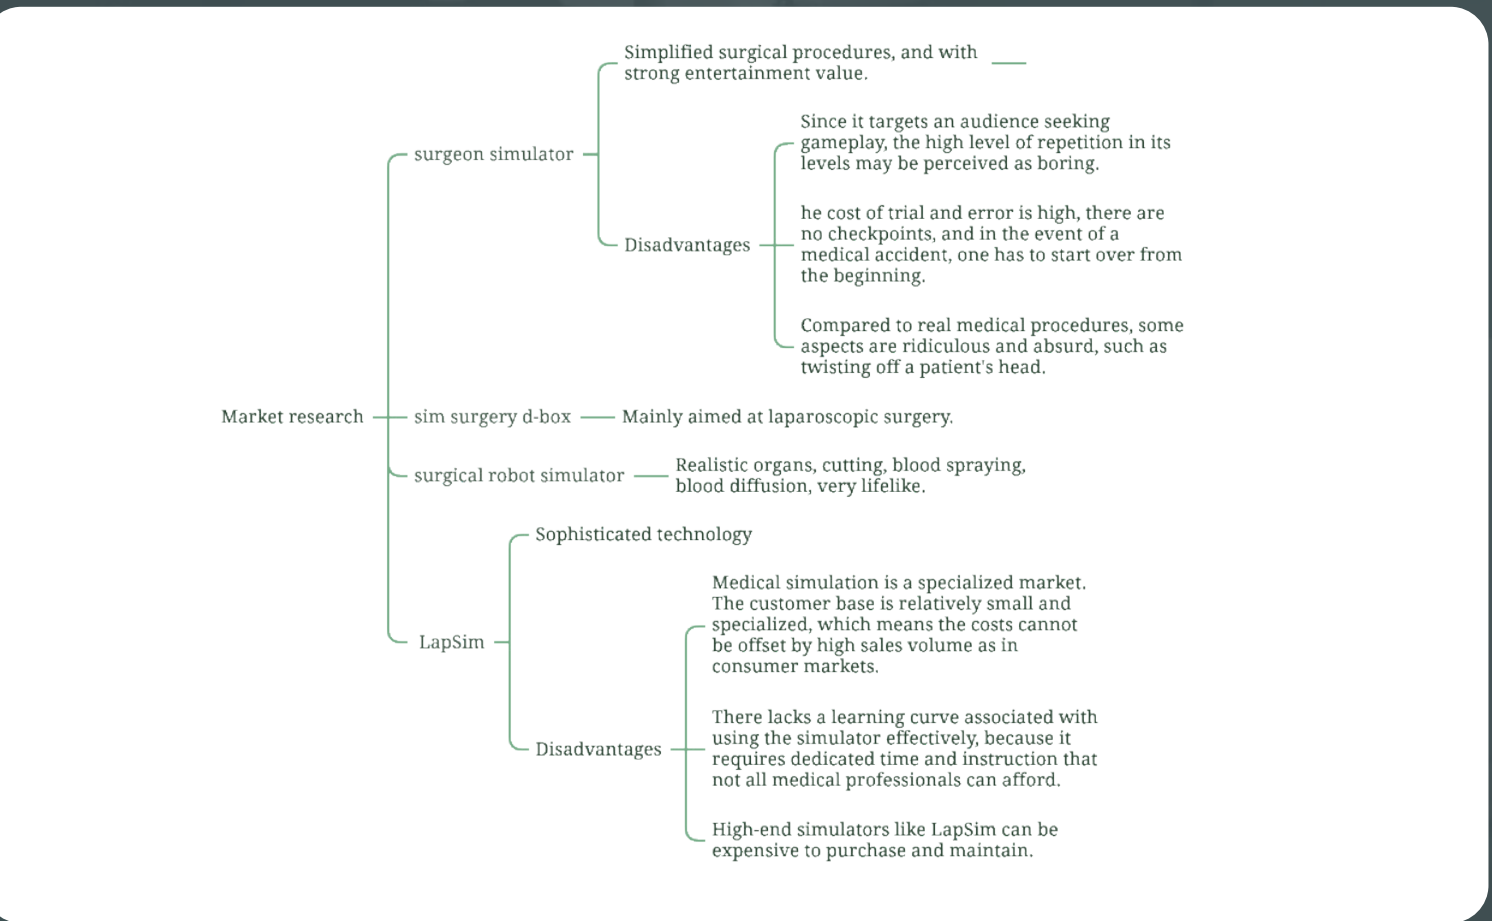 Simplified surgical procedures, and with
strong entertainment value.
Since it targets an audience seeking
gameplay, the high level of repetition in its
levels may be perceived as boring.
surgeon simulator
he cost of trial and error is high, there are
no checkpoints, and in the event of a
medical accident, one has to start over from
the beginning.
Disadvantages
Compared to real medical procedures, some
aspects are ridiculous and absurd, such as
twisting off a patient's head.
Market research
sim surgery d-box
Mainly aimed at laparoscopic surgery.
surgical robot simulator
Realistic organs, cutting, blood spraying,
blood diffusion, very lifelike.
Sophisticated technology
Medical simulation is a specialized market.
The customer base is relatively small and
specialized, which means the costs cannot
be offset by high sales volume as in
consumer markets.
LapSim
There lacks a learning curve associated with
using the simulator effectively, because it
requires dedicated time and instruction that
not all medical professionals can afford.
Disadvantages
High-end simulators like LapSim can be
expensive to purchase and maintain.